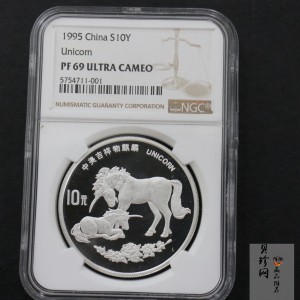 1995 China S10Y
Unicorn
PF 69 ULTRA CAMEO
5754711-001
NUMISMATIC GUARANTY CORPORATION
NGC
中澳吉祥物麒麟 UNICORN
10元